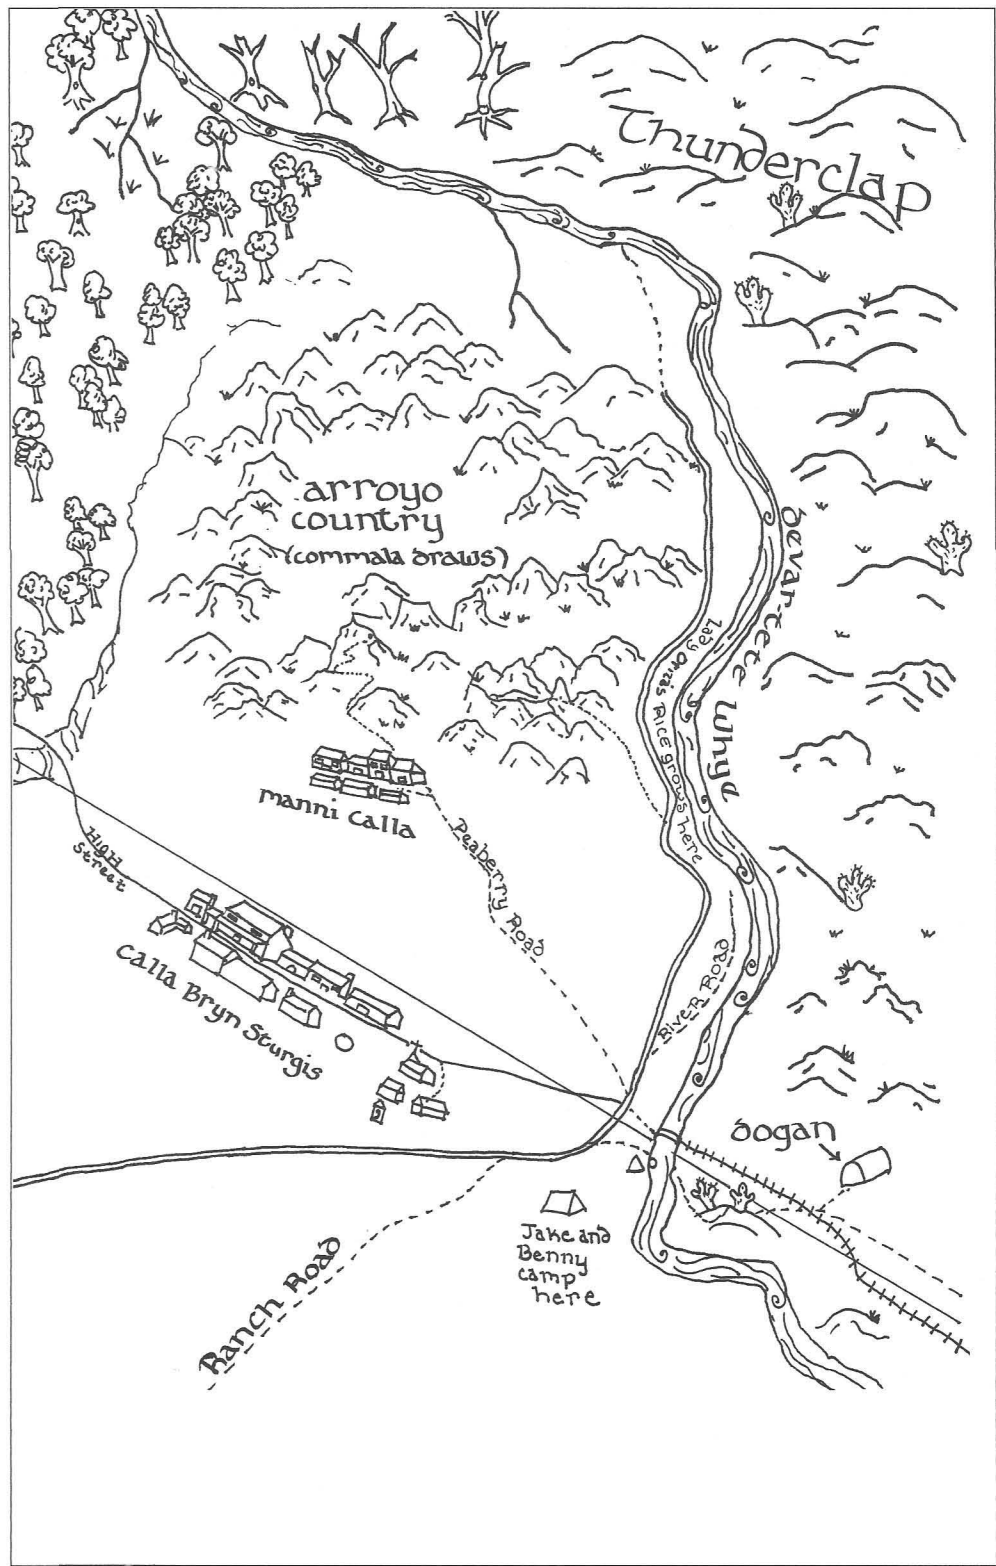 Thunderclap
arroyo
country
(commala draws)
Devar-tete Whye
Lady Orizas Rice grows here
Manni Calla
Peaberry Road
High
Street
Calla Bryn Sturgis
River Road
Dogan
Jake and
Benny
camp
here
Ranch Road